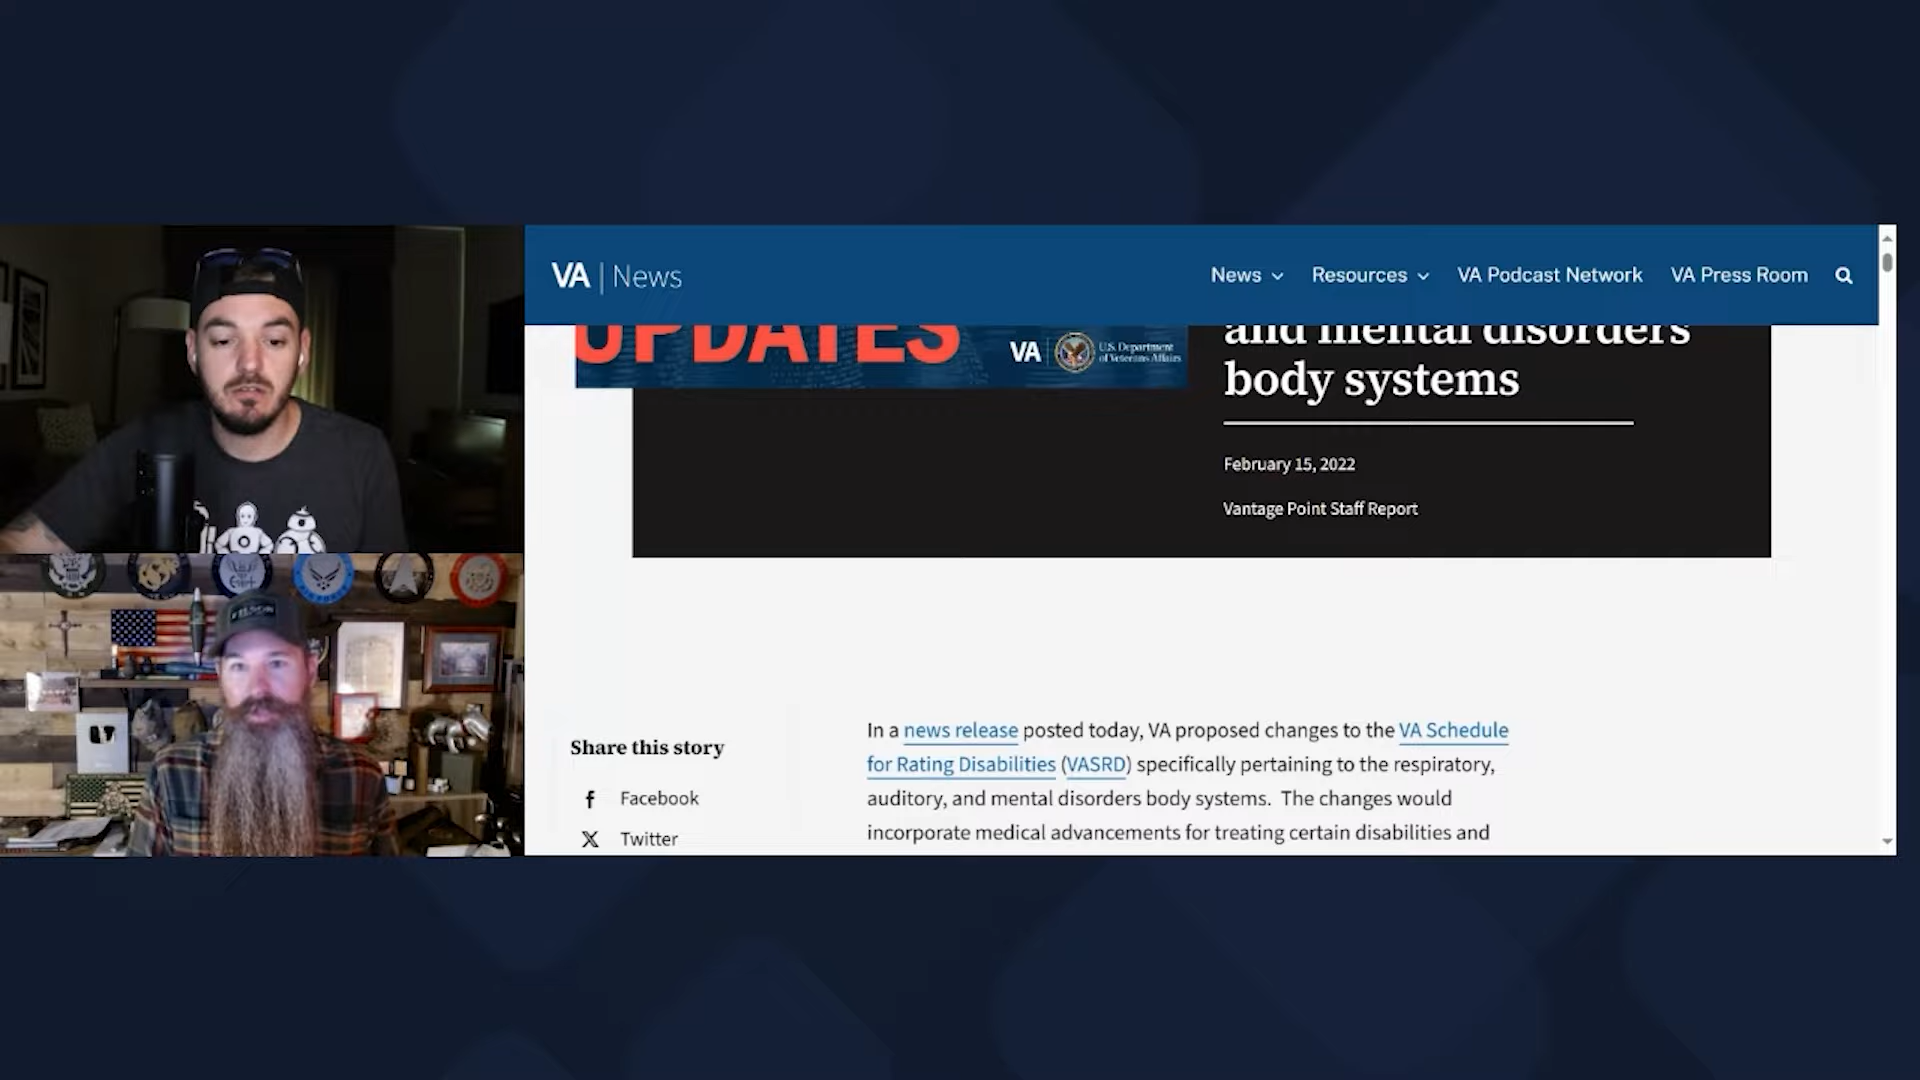 VA | News
News
Resources
VA Podcast Network
VA Press Room
UPDATES
VA
U.S. Department
of Veterans Affairs
and mental disorders
body systems
February 15, 2022
Vantage Point Staff Report
Share this story
Facebook
Twitter
In a news release posted today, VA proposed changes to the VA Schedule
for Rating Disabilities (VASRD) specifically pertaining to the respiratory,
auditory, and mental disorders body systems. The changes would
incorporate medical advancements for treating certain disabilities and